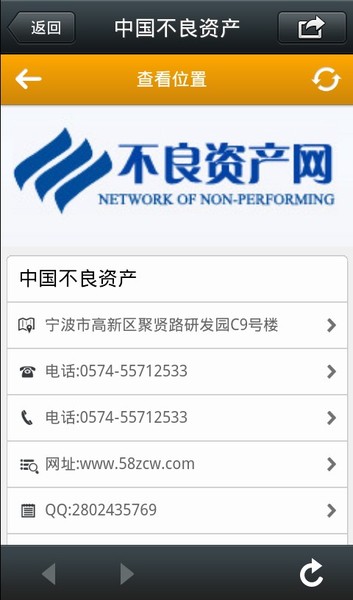 返回
中国不良资产
查看位置
不良资产网
NETWORK OF NON-PERFORMING
中国不良资产
宁波市高新区聚贤路研发园C9号楼
电话:0574-55712533
电话:0574-55712533
网址:www.58zcw.com
QQ:2802435769